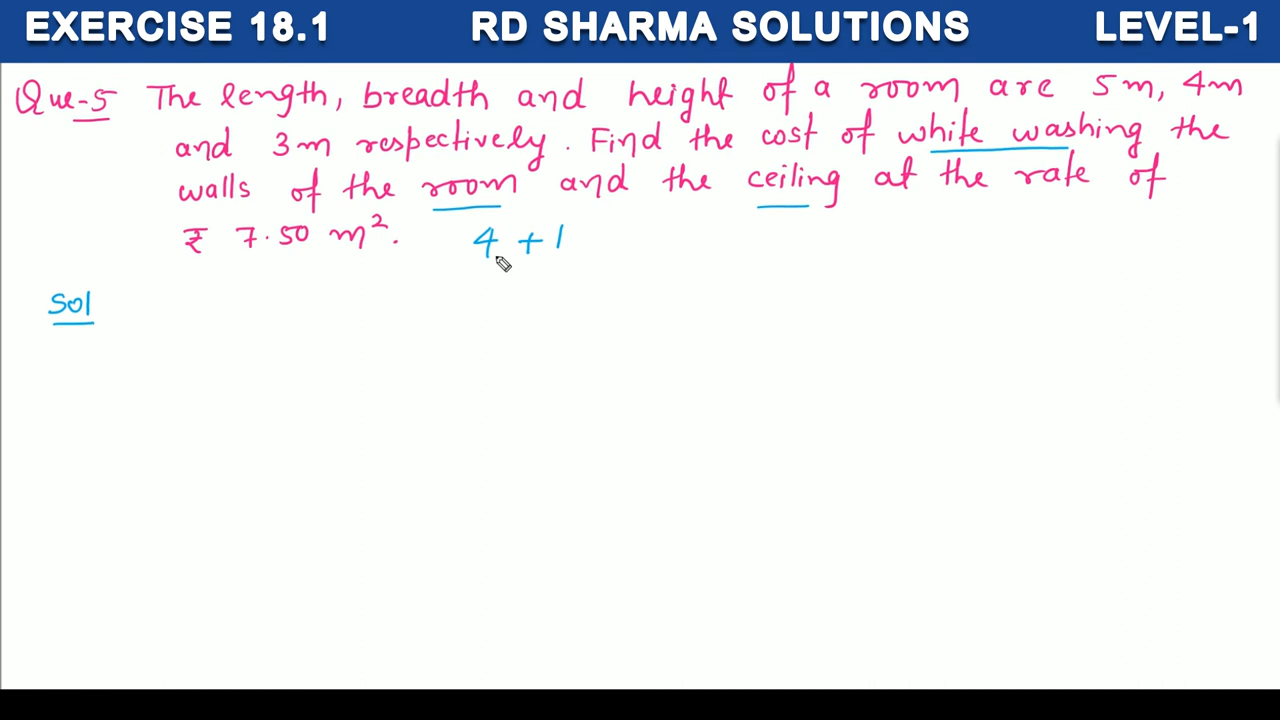 EXERCISE 18.1 RD SHARMA SOLUTIONS LEVEL-1
Que-5 The length, breadth and height of a room are 5m, 4m
and 3m respectively. Find the cost of white washing the
walls of the room and the ceiling at the rate of
₹ 7.50 m². 4 + 1
Sol